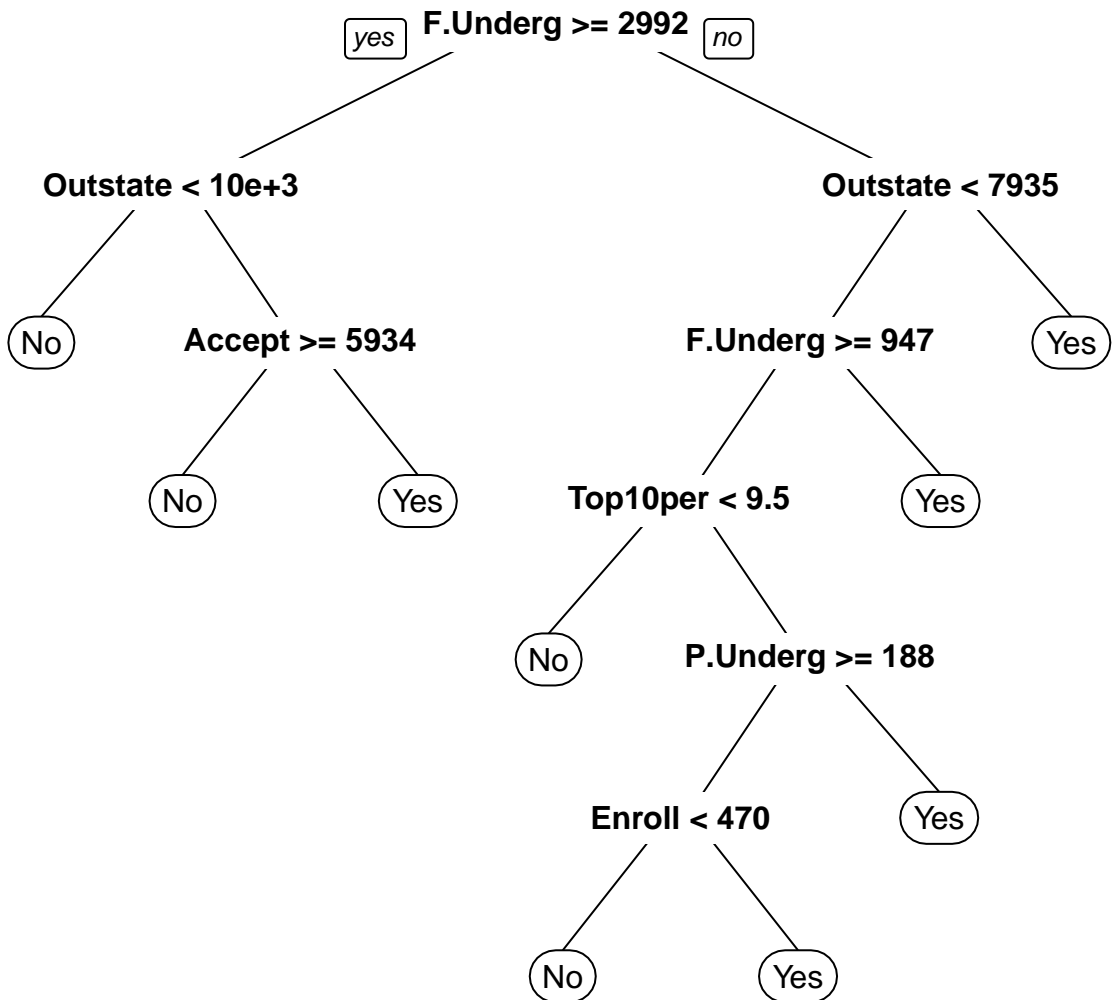 yes F.Underg >= 2992 no
Outstate < 10e+3 Outstate < 7935
No Accept >= 5934 F.Underg >= 947 Yes
No Yes Top10per < 9.5 Yes
No P.Underg >= 188
Enroll < 470 Yes
No Yes